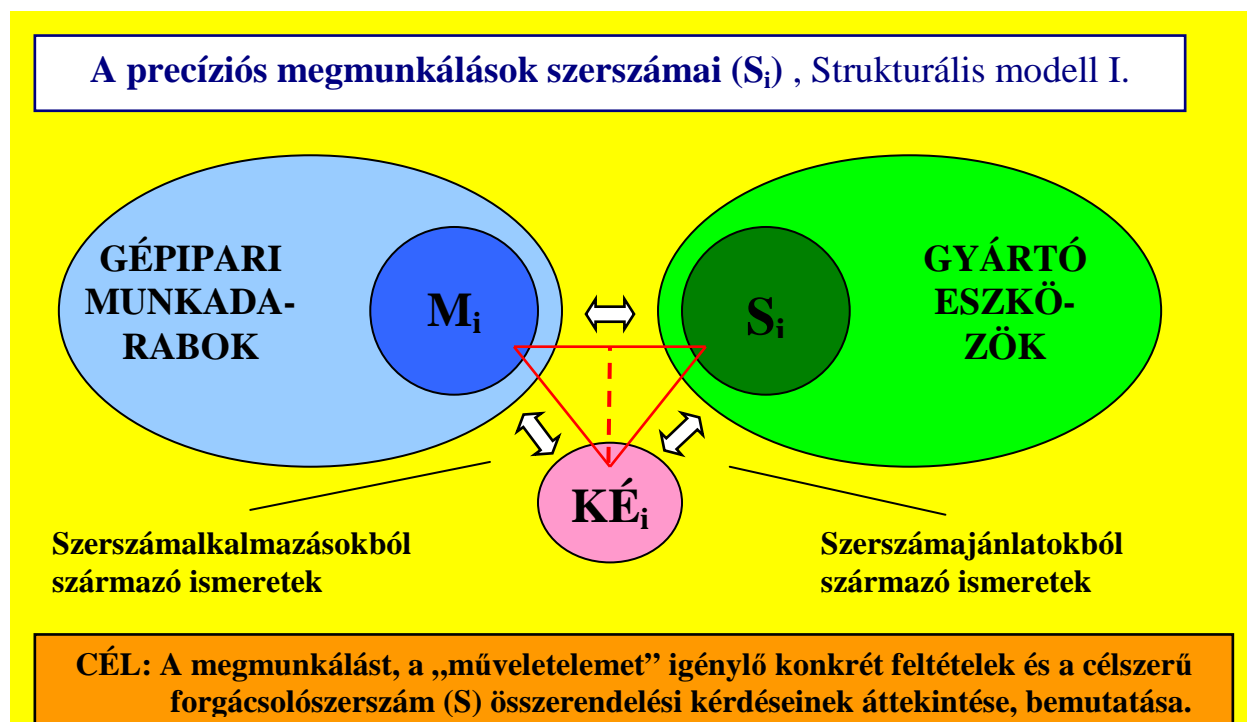 A precíziós megmunkálások szerszámai (Si) , Strukturális modell I.
GÉPIPARI
MUNKADA-
RABOK
Mi
Si
GYÁRTÓ
ESZKÖ-
ZÖK
KÉi
Szerszámalkalmazásokból
származó ismeretek
Szerszámajánlatokból
származó ismeretek
CÉL: A megmunkálást, a „műveletelemet” igénylő konkrét feltételek és a célszerű
forgácsolószerszám (S) összerendelési kérdéseinek áttekintése, bemutatása.